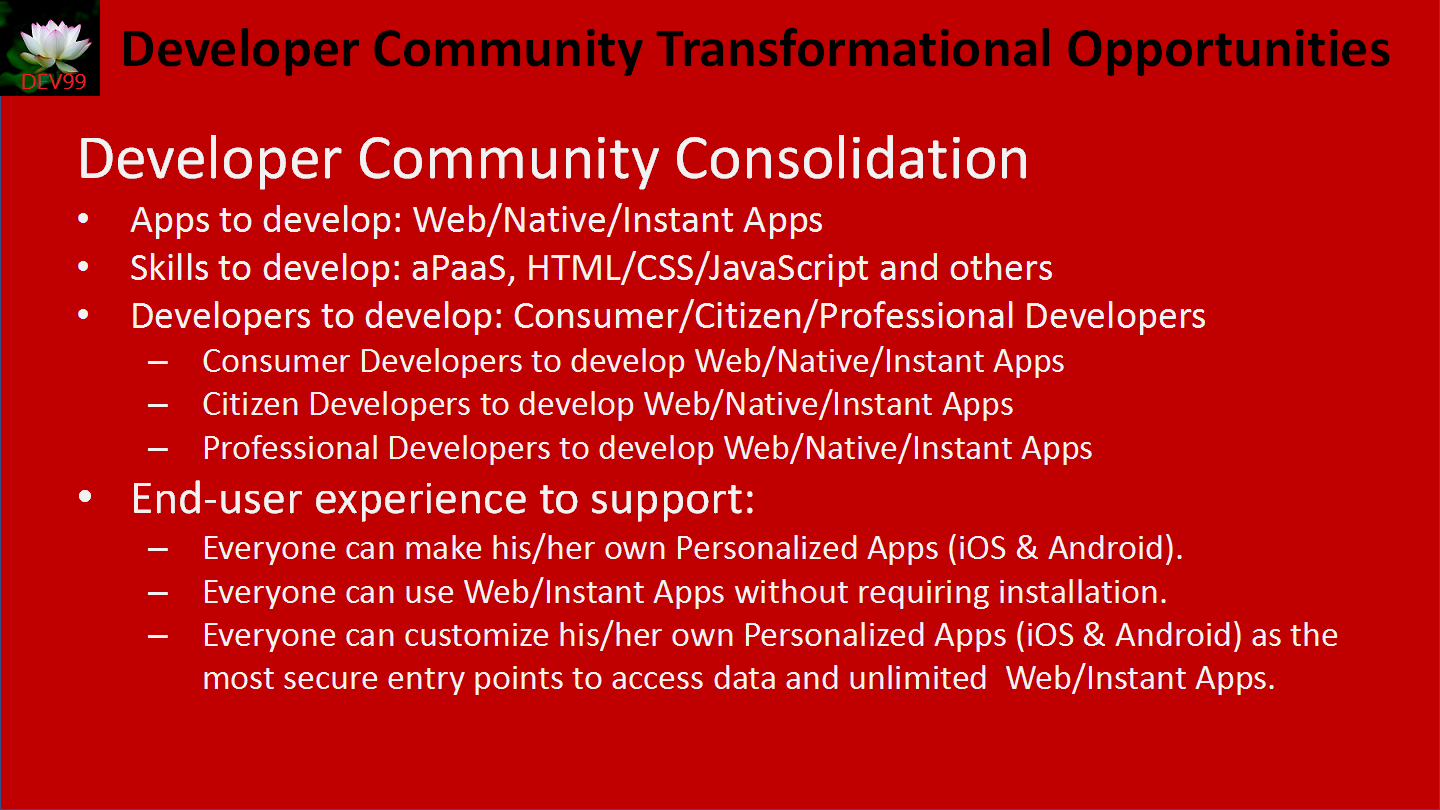 DEV99
Developer Community Transformational Opportunities
Developer Community Consolidation
• Apps to develop: Web/Native/Instant Apps
• Skills to develop: aPaaS, HTML/CSS/JavaScript and others
• Developers to develop: Consumer/Citizen/Professional Developers
– Consumer Developers to develop Web/Native/Instant Apps
– Citizen Developers to develop Web/Native/Instant Apps
– Professional Developers to develop Web/Native/Instant Apps
• End-user experience to support:
– Everyone can make his/her own Personalized Apps (iOS & Android).
– Everyone can use Web/Instant Apps without requiring installation.
– Everyone can customize his/her own Personalized Apps (iOS & Android) as the
most secure entry points to access data and unlimited  Web/Instant Apps.